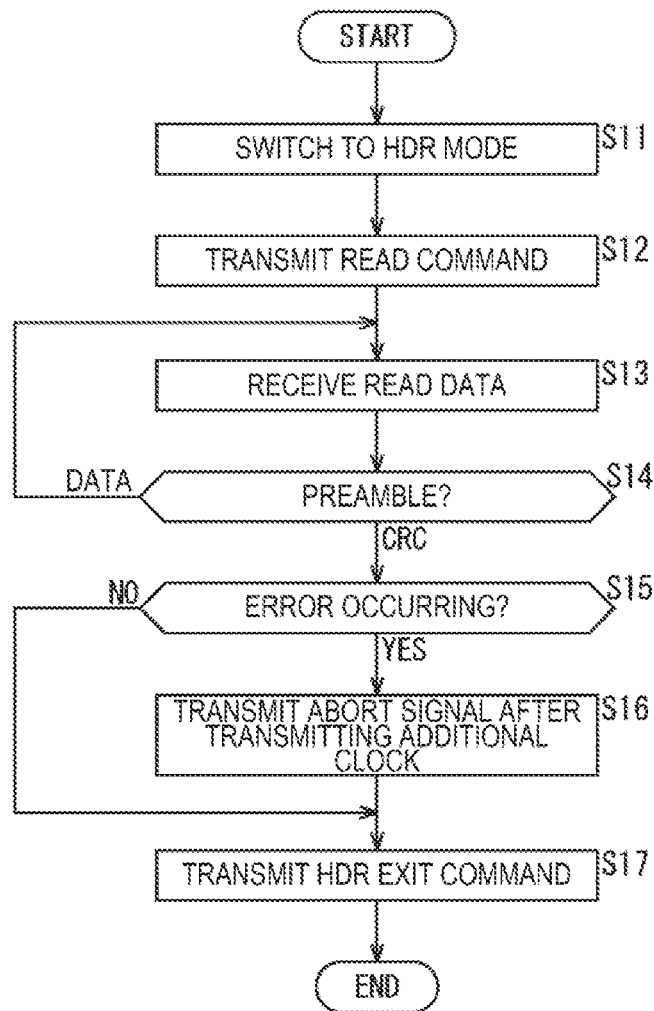 START
SWITCH TO HDR MODE
S11
TRANSMIT READ COMMAND
S12
RECEIVE READ DATA
S13
PREAMBLE?
S14
DATA
CRC
ERROR OCCURRING?
S15
NO
YES
TRANSMIT ABORT SIGNAL AFTER
TRANSMITTING ADDITIONAL
CLOCK
S16
TRANSMIT HDR EXIT COMMAND
S17
END